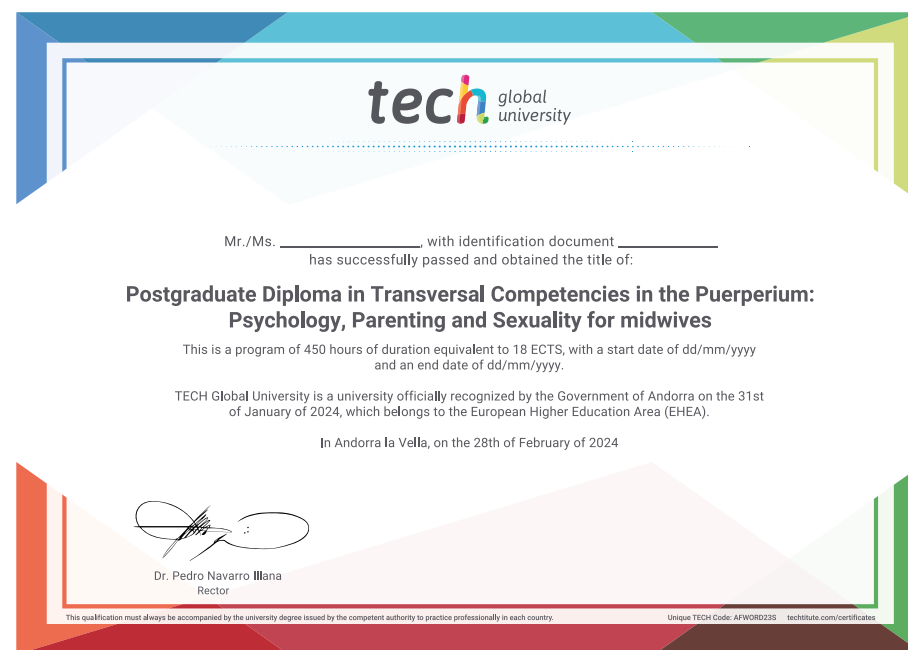 tech global university
Mr./Ms. ____________, with identification document ____________
has successfully passed and obtained the title of:
Postgraduate Diploma in Transversal Competencies in the Puerperium:
Psychology, Parenting and Sexuality for midwives
This is a program of 450 hours of duration equivalent to 18 ECTS, with a start date of dd/mm/yyyy
and an end date of dd/mm/yyyy.
TECH Global University is a university officially recognized by the Government of Andorra on the 31st
of January of 2024, which belongs to the European Higher Education Area (EHEA).
In Andorra la Vella, on the 28th of February of 2024
Dr. Pedro Navarro Illana
Rector
This qualification must always be accompanied by the university degree issued by the competent authority to practice professionally in each country.
Unique TECH Code: AFWORD23S techtitute.com/certificates